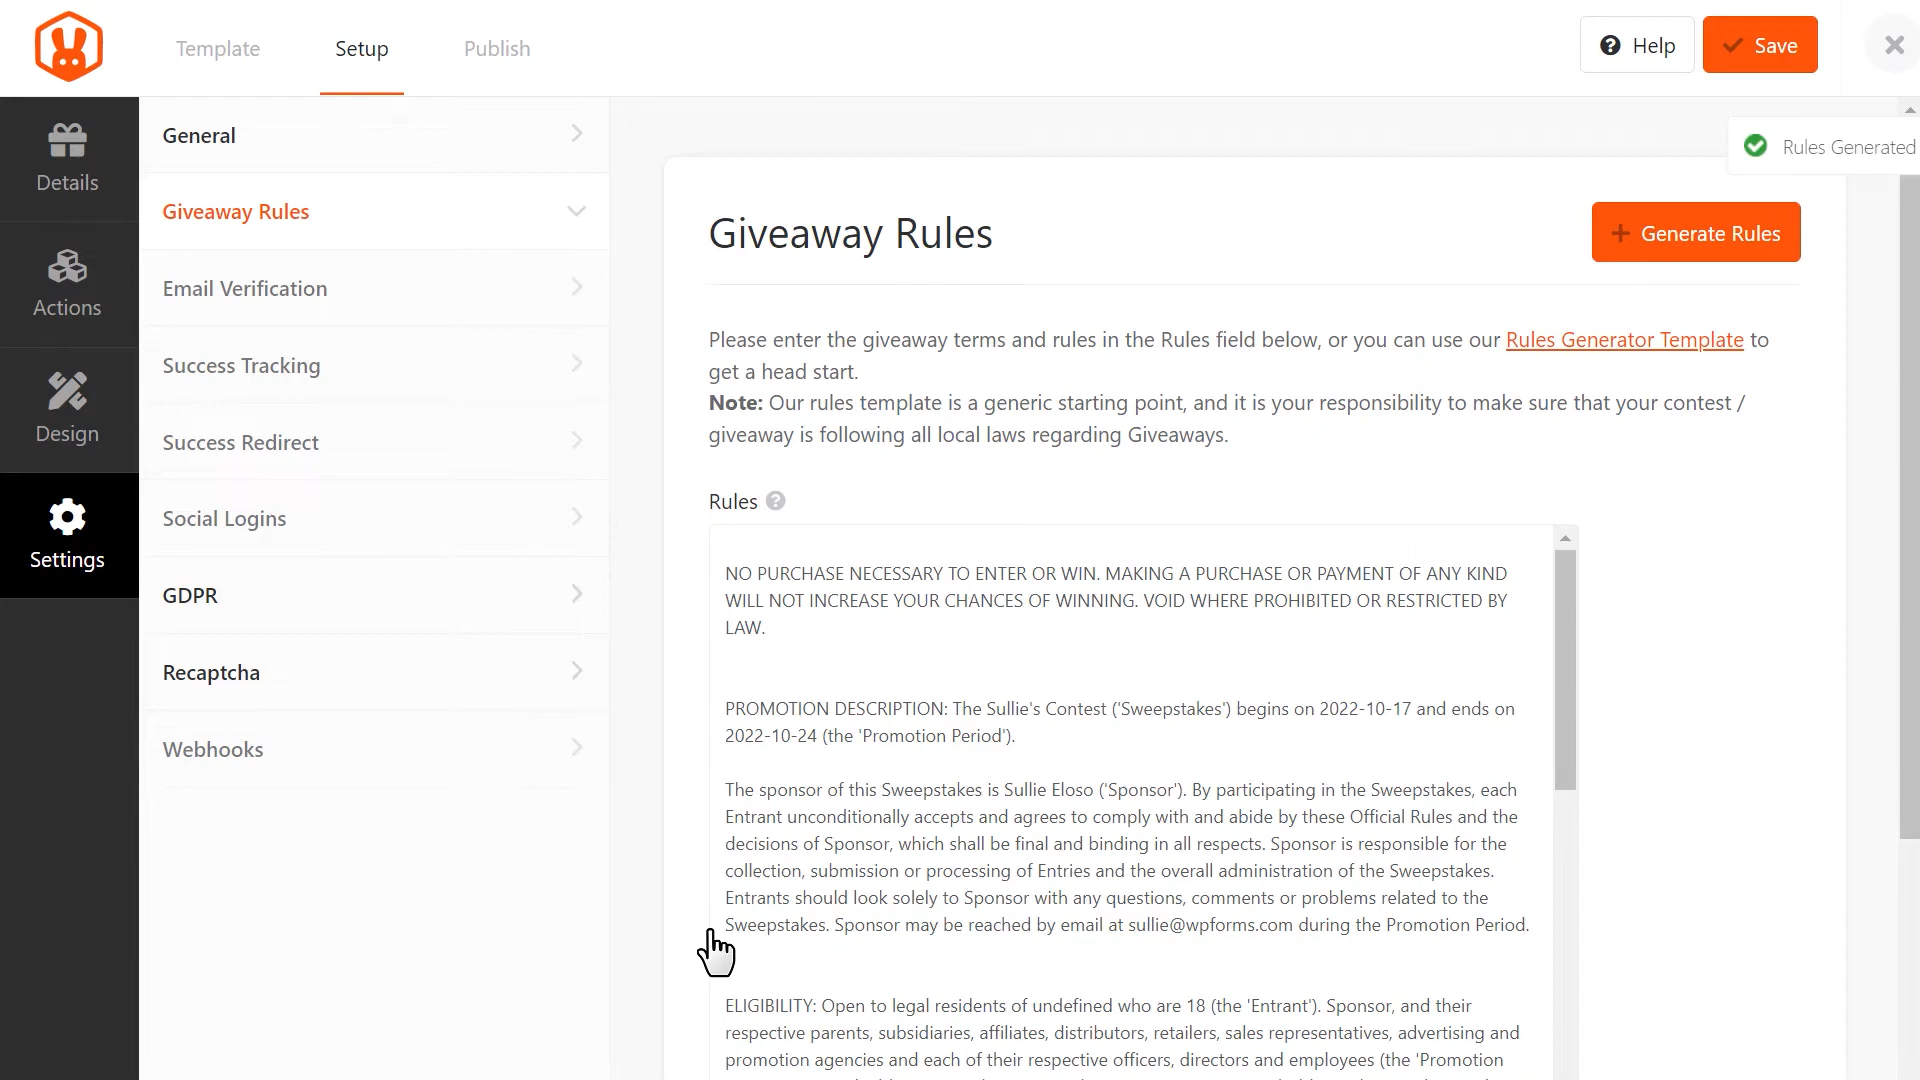 Template
Setup
Publish
Help
Save
Rules Generated
Details
Actions
Design
Settings
General
Giveaway Rules
Email Verification
Success Tracking
Success Redirect
Social Logins
GDPR
Recaptcha
Webhooks
Giveaway Rules
Generate Rules
Please enter the giveaway terms and rules in the Rules field below, or you can use our Rules Generator Template to
get a head start.
Note: Our rules template is a generic starting point, and it is your responsibility to make sure that your contest /
giveaway is following all local laws regarding Giveaways.
Rules
NO PURCHASE NECESSARY TO ENTER OR WIN. MAKING A PURCHASE OR PAYMENT OF ANY KIND
WILL NOT INCREASE YOUR CHANCES OF WINNING. VOID WHERE PROHIBITED OR RESTRICTED BY
LAW.
PROMOTION DESCRIPTION: The Sullie's Contest ('Sweepstakes') begins on 2022-10-17 and ends on
2022-10-24 (the 'Promotion Period').
The sponsor of this Sweepstakes is Sullie Eloso ('Sponsor'). By participating in the Sweepstakes, each
Entrant unconditionally accepts and agrees to comply with and abide by these Official Rules and the
decisions of Sponsor, which shall be final and binding in all respects. Sponsor is responsible for the
collection, submission or processing of Entries and the overall administration of the Sweepstakes.
Entrants should look solely to Sponsor with any questions, comments or problems related to the
Sweepstakes. Sponsor may be reached by email at sullie@wpforms.com during the Promotion Period.
ELIGIBILITY: Open to legal residents of undefined who are 18 (the 'Entrant'). Sponsor, and their
respective parents, subsidiaries, affiliates, distributors, retailers, sales representatives, advertising and
promotion agencies and each of their respective officers, directors and employees (the 'Promotion